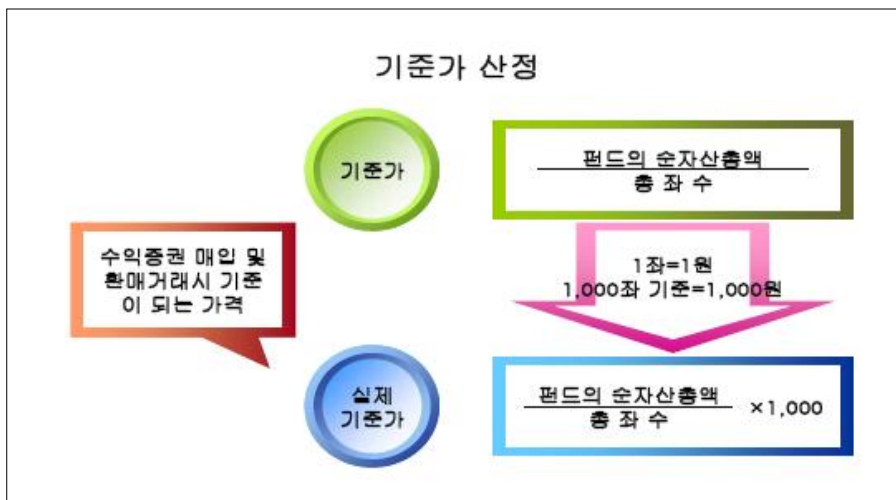 기준가 산정
기준가
펀드의 순자산총액
총 좌 수
수익증권 매입 및
환매거래시 기준
이 되는 가격
1좌=1원
1,000좌 기준=1,000원
실제
기준가
펀드의 순자산총액
총 좌 수
×1,000